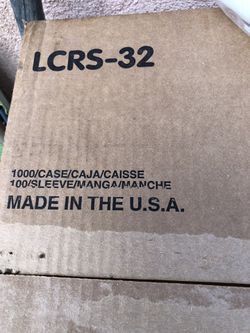 LCRS-32
1000/CASE/CAJA/CAISSE
100/SLEEVE/MANGA/MANCHE
MADE IN THE U.S.A.